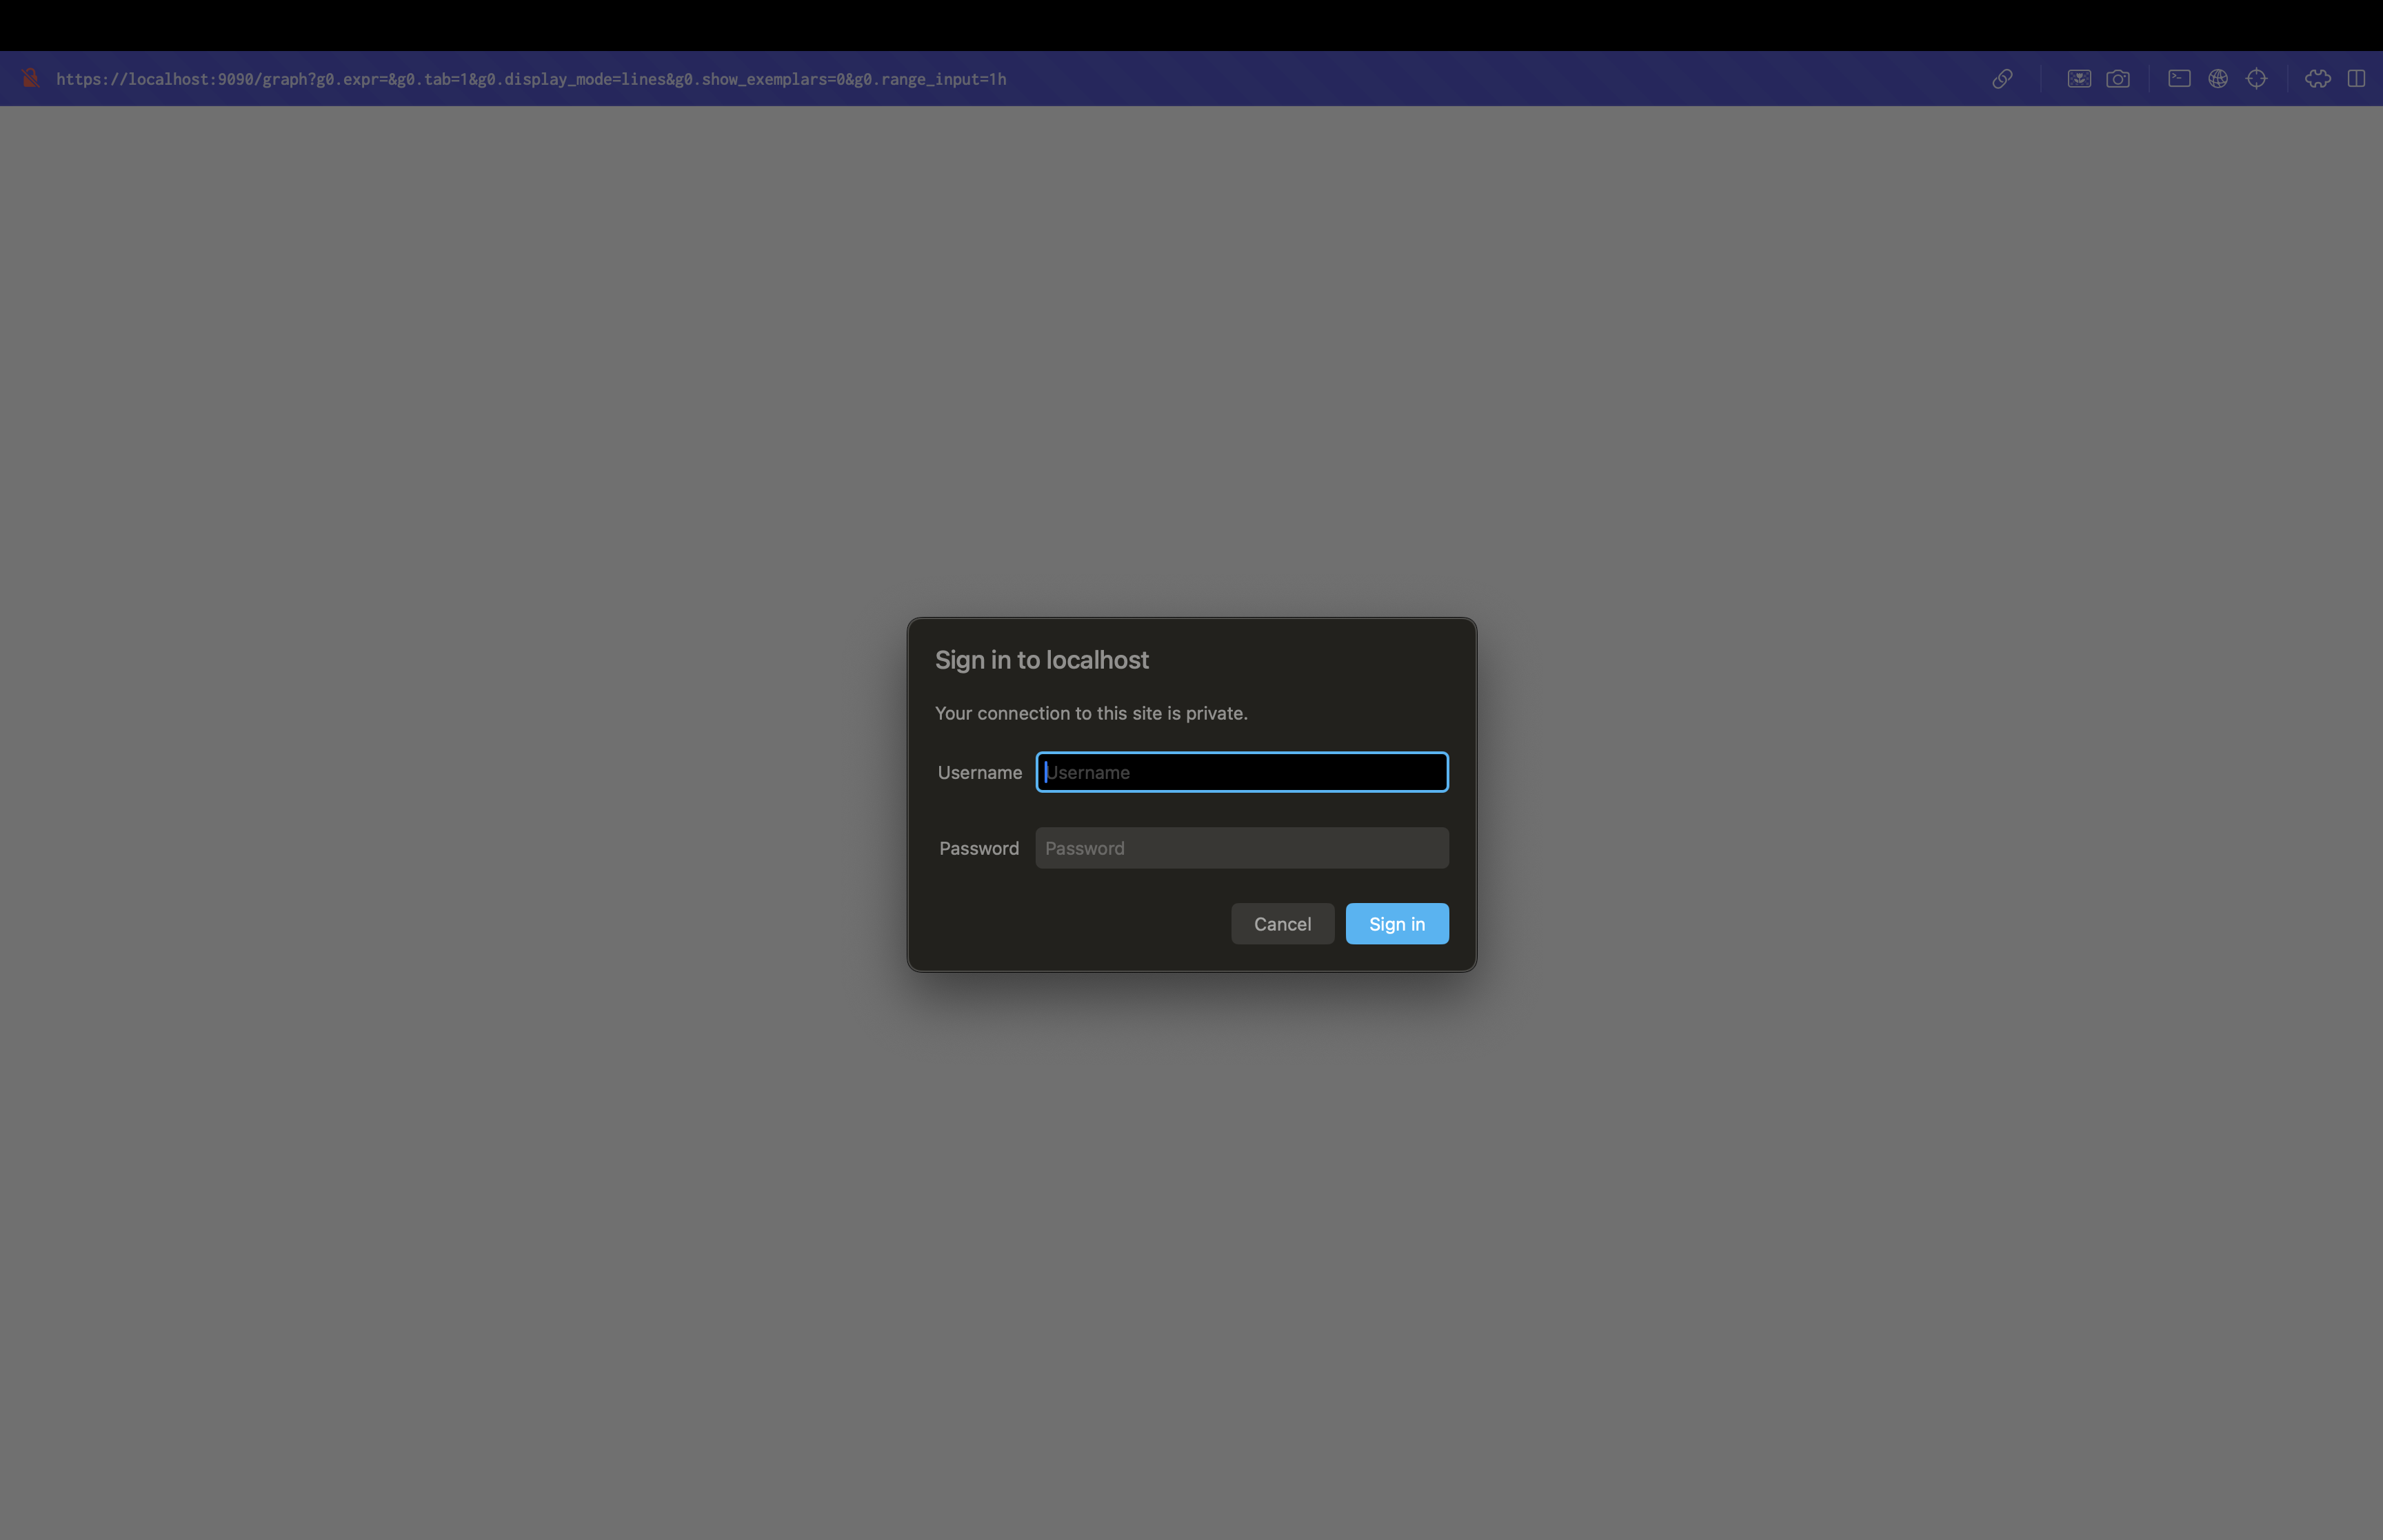 https://localhost:9090/graph?g0.expr=&g0.tab=1&g0.display_mode=lines&g0.show_exemplars=0&g0.range_input=1h
Sign in to localhost
Your connection to this site is private.
Username Username
Password Password
Cancel Sign in